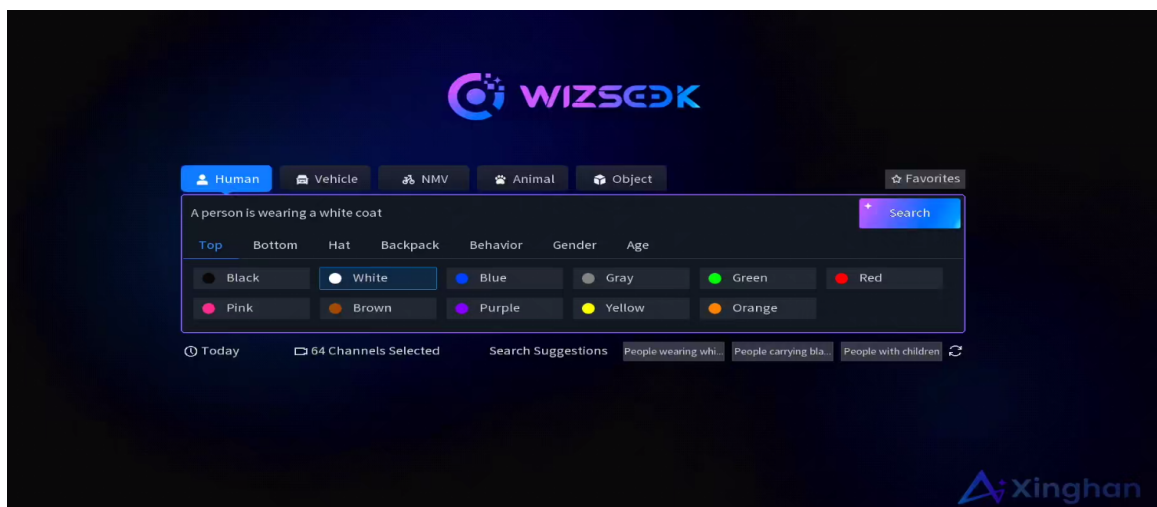 WIZSEEK
Human Vehicle NMV Animal Object Favorites
A person is wearing a white coat Search
Top Bottom Hat Backpack Behavior Gender Age
Black White Blue Gray Green Red
Pink Brown Purple Yellow Orange
Today 64 Channels Selected Search Suggestions People wearing whi... People carrying bla... People with children
Xinghan